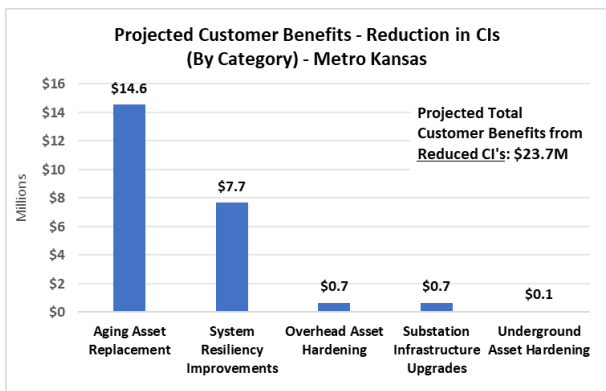 Projected Customer Benefits - Reduction in CIs
(By Category) - Metro Kansas
$16
$14
$12
$10
$8
$6
$4
$2
$0
Millions
$14.6
$7.7
$0.7
$0.7
$0.1
Projected Total
Customer Benefits from
Reduced CI's: $23.7M
Aging Asset
Replacement
System
Resiliency
Improvements
Overhead Asset
Hardening
Substation
Infrastructure
Upgrades
Underground
Asset Hardening